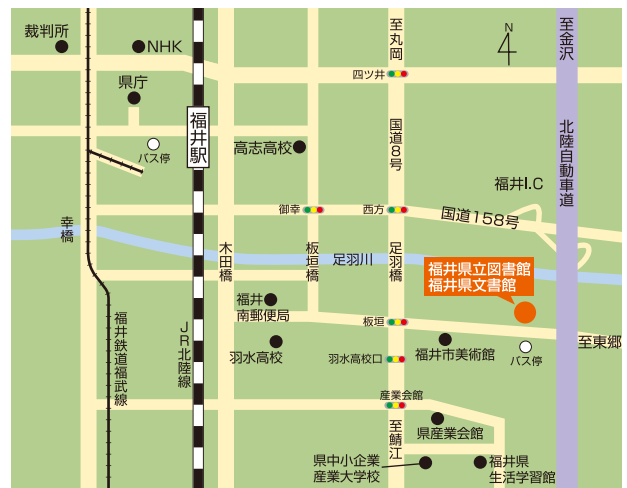 裁判所
NHK
県庁
バス停
福井駅
高志高校
至丸岡
四ツ井
国道8号
N
至金沢
北陸自動車道
福井I.C
国道158号
御幸
西方
幸橋
木田橋
板垣橋
足羽川
足羽橋
福井県立図書館
福井県文書館
福井
南郵便局
板垣
至東郷
福井市美術館
バス停
羽水高校
羽水高校口
福井鉄道福武線
JR北陸線
産業会館
至鯖江
県産業会館
県中小企業
産業大学校
福井県
生活学習館